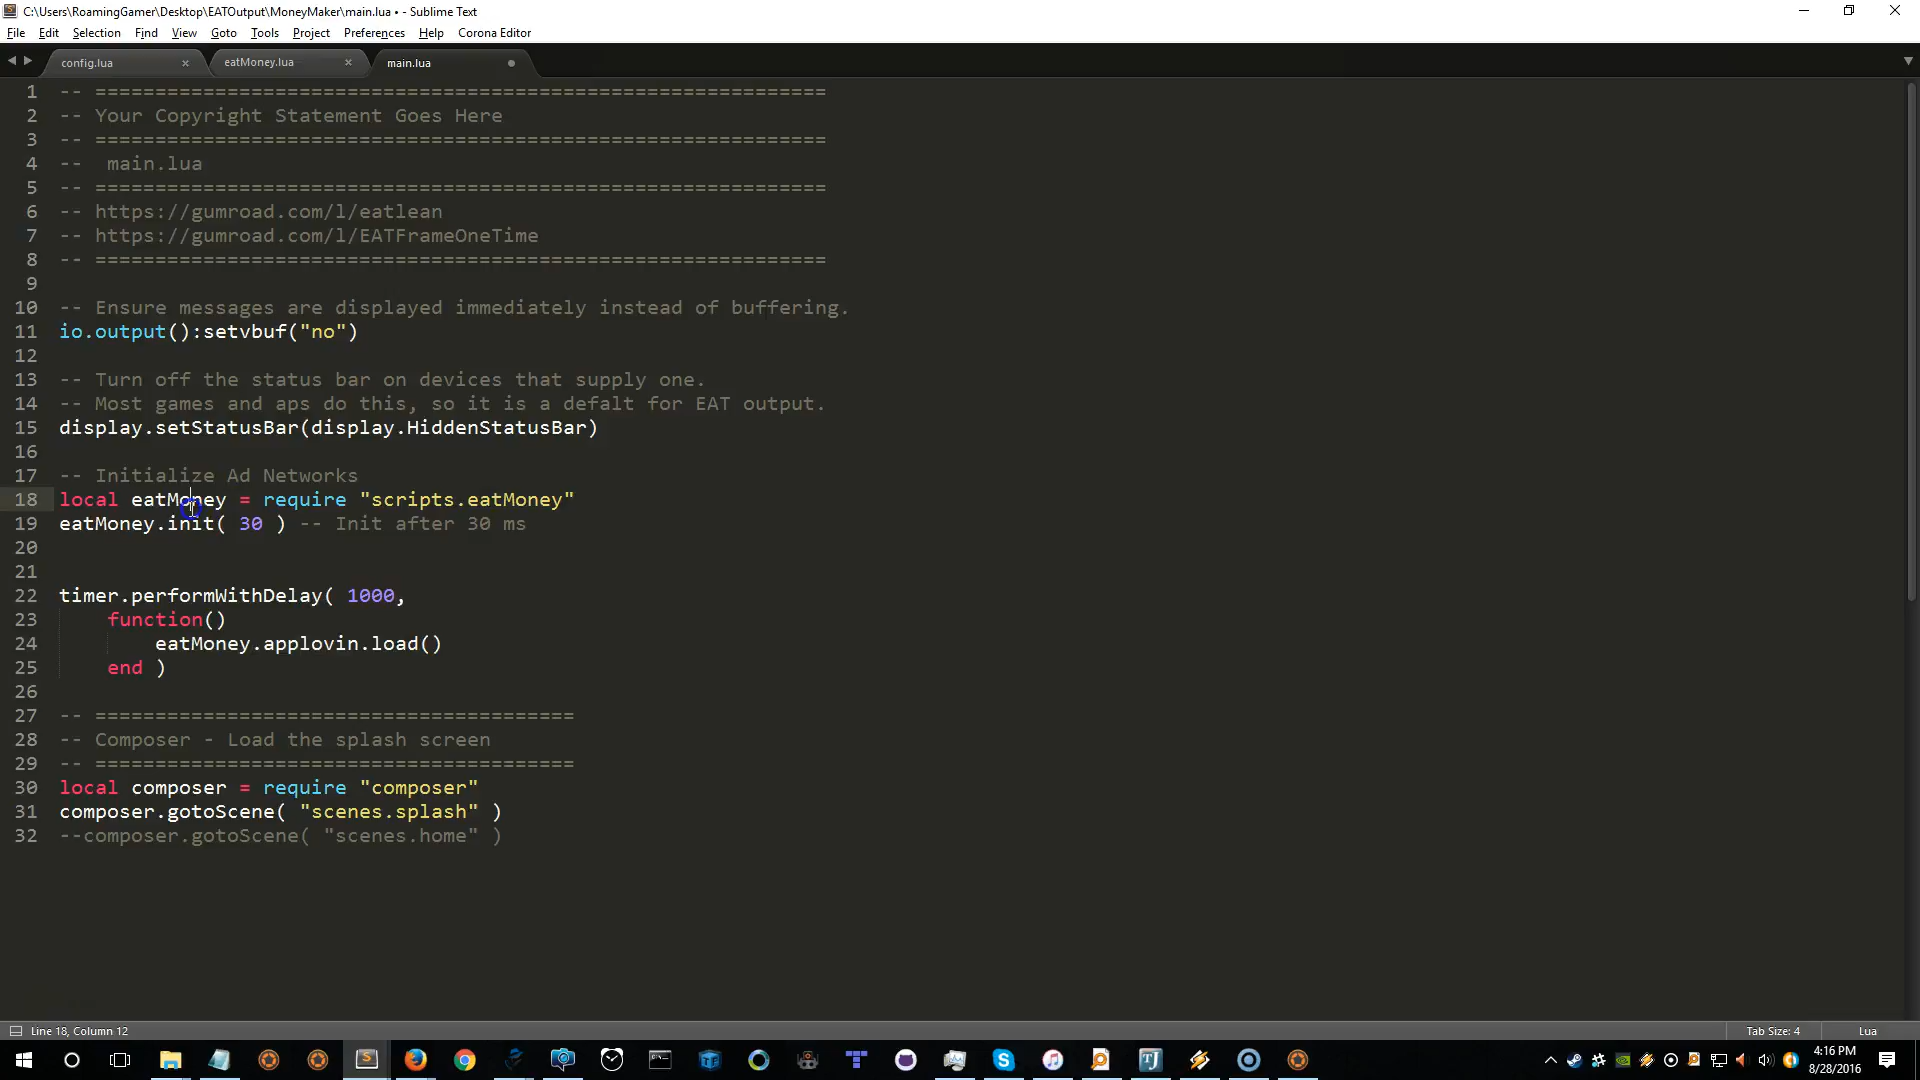 C:\Users\RoamingGamer\Desktop\EATOutput\MoneyMaker\main.lua • - Sublime Text
File Edit Selection Find View Goto Tools Project Preferences Help Corona Editor
config.lua × eatMoney.lua × main.lua
1 -- =============================================================
2 -- Your Copyright Statement Goes Here
3 -- =============================================================
4 --  main.lua
5 -- =============================================================
6 -- https://gumroad.com/l/eatlean
7 -- https://gumroad.com/l/EATFrameOneTime
8 -- =============================================================
9
10 -- Ensure messages are displayed immediately instead of buffering.
11 io.output():setvbuf("no")
12
13 -- Turn off the status bar on devices that supply one.
14 -- Most games and aps do this, so it is a defalt for EAT output.
15 display.setStatusBar(display.HiddenStatusBar)
16
17 -- Initialize Ad Networks
18 local eatMoney = require "scripts.eatMoney"
19 eatMoney.init( 30 ) -- Init after 30 ms
20
21
22 timer.performWithDelay( 1000,
23     function()
24         eatMoney.applovin.load()
25     end )
26
27 -- ========================================
28 -- Composer - Load the splash screen
29 -- ========================================
30 local composer = require "composer"
31 composer.gotoScene( "scenes.splash" )
32 --composer.gotoScene( "scenes.home" )
Line 18, Column 12 Tab Size: 4 Lua
4:16 PM
8/28/2016